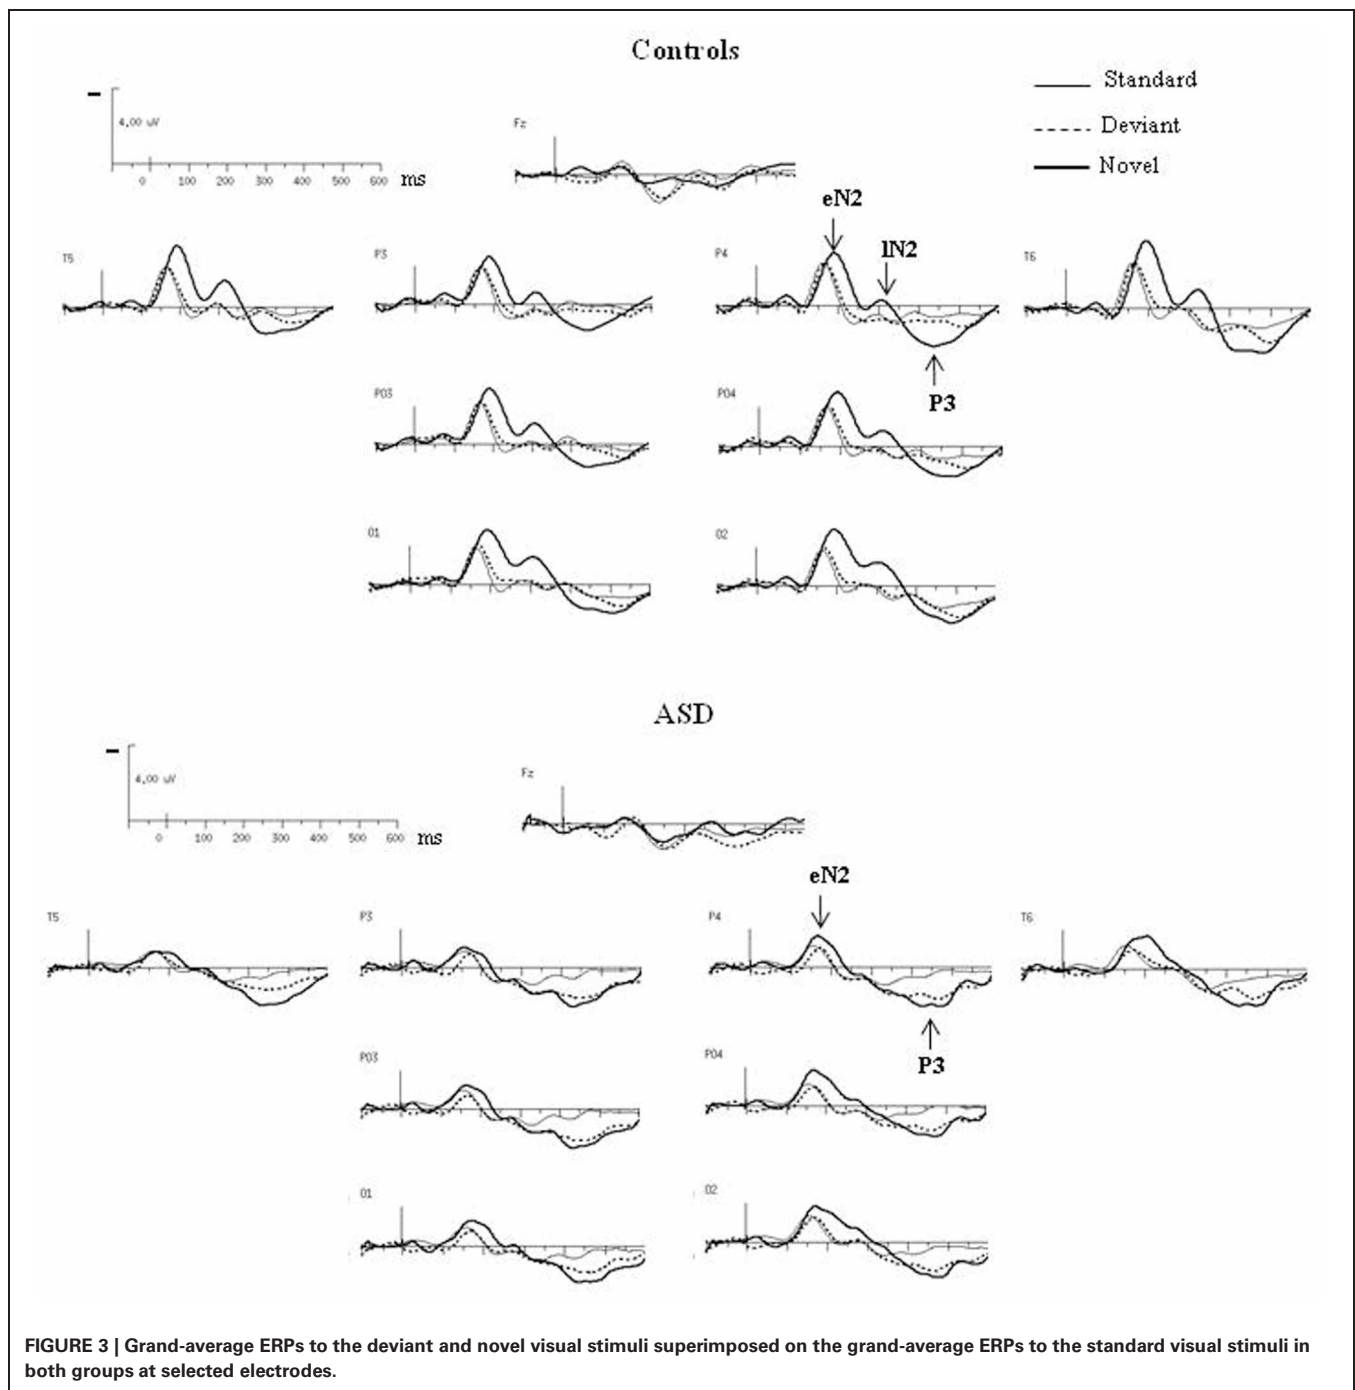 Controls
Standard
Deviant
Novel
4.00 uV
0 100 200 300 400 500 600 ms
Fz
eN2
lN2
T5
P3
P4
T6
P3
PO3
PO4
O1
O2
ASD
4.00 uV
0 100 200 300 400 500 600 ms
Fz
eN2
T5
P3
P4
T6
P3
PO3
PO4
O1
O2
FIGURE 3 | Grand-average ERPs to the deviant and novel visual stimuli superimposed on the grand-average ERPs to the standard visual stimuli in
both groups at selected electrodes.